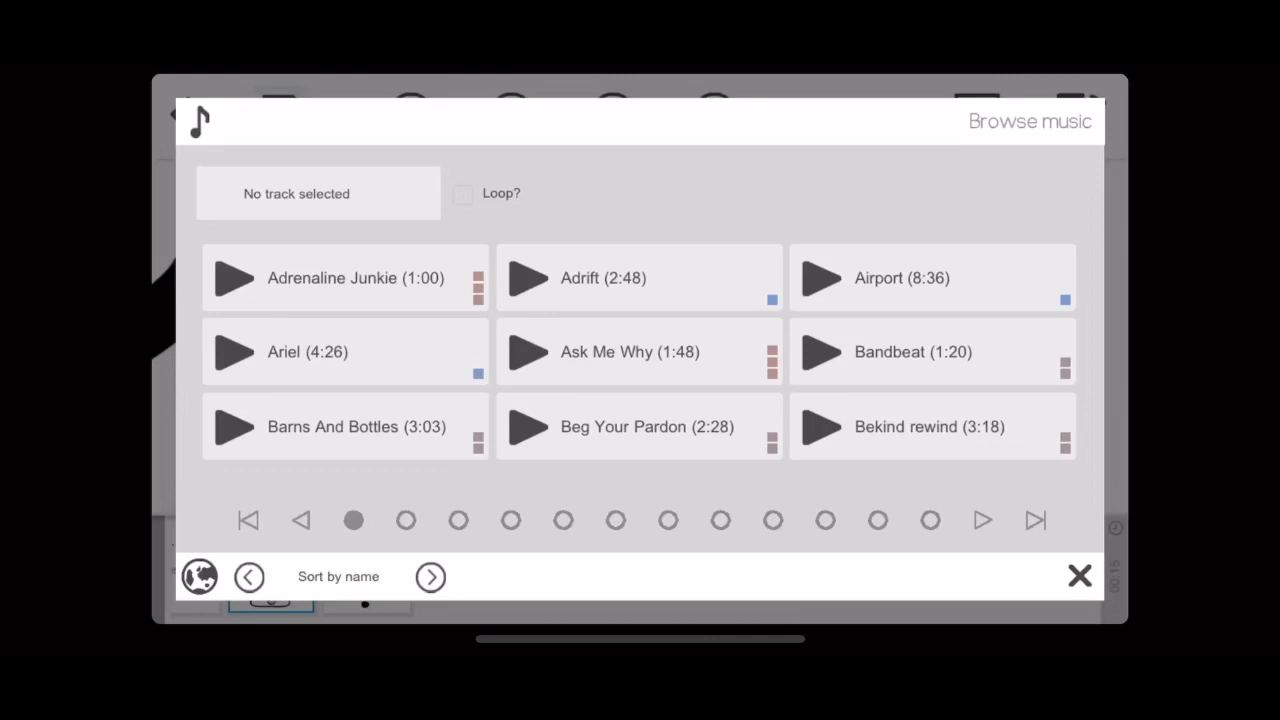 Browse music
No track selected
Loop?
Adrenaline Junkie (1:00)
Adrift (2:48)
Airport (8:36)
Ariel (4:26)
Ask Me Why (1:48)
Bandbeat (1:20)
Barns And Bottles (3:03)
Beg Your Pardon (2:28)
Bekind rewind (3:18)
Sort by name
00:15